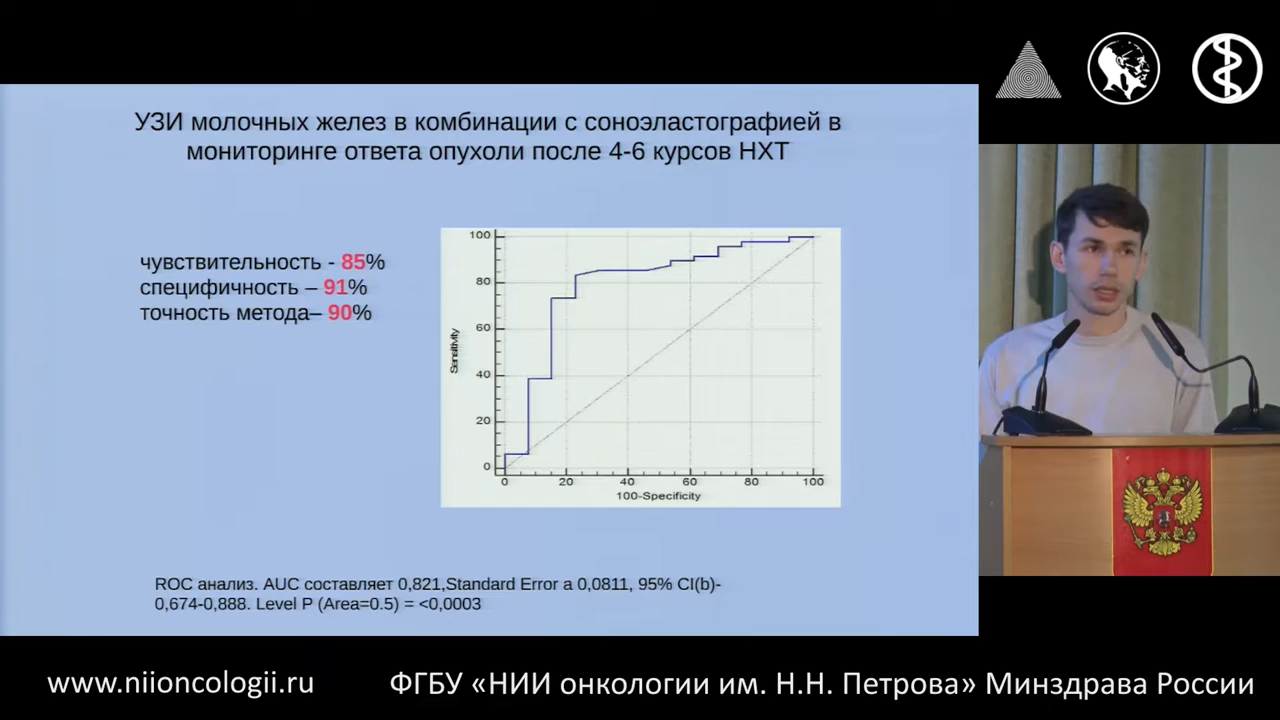 УЗИ молочных желез в комбинации с соноэластографией в
мониторинге ответа опухоли после 4-6 курсов НХТ
чувствительность - 85%
специфичность – 91%
точность метода– 90%
100
80
60
40
20
0
Sensitivity
0 20 40 60 80 100
100-Specificity
ROC анализ. AUC составляет 0,821,Standard Error a 0,0811, 95% CI(b)-
0,674-0,888. Level P (Area=0.5) = <0,0003
www.niioncologii.ru
ФГБУ «НИИ онкологии им. Н.Н. Петрова» Минздрава России